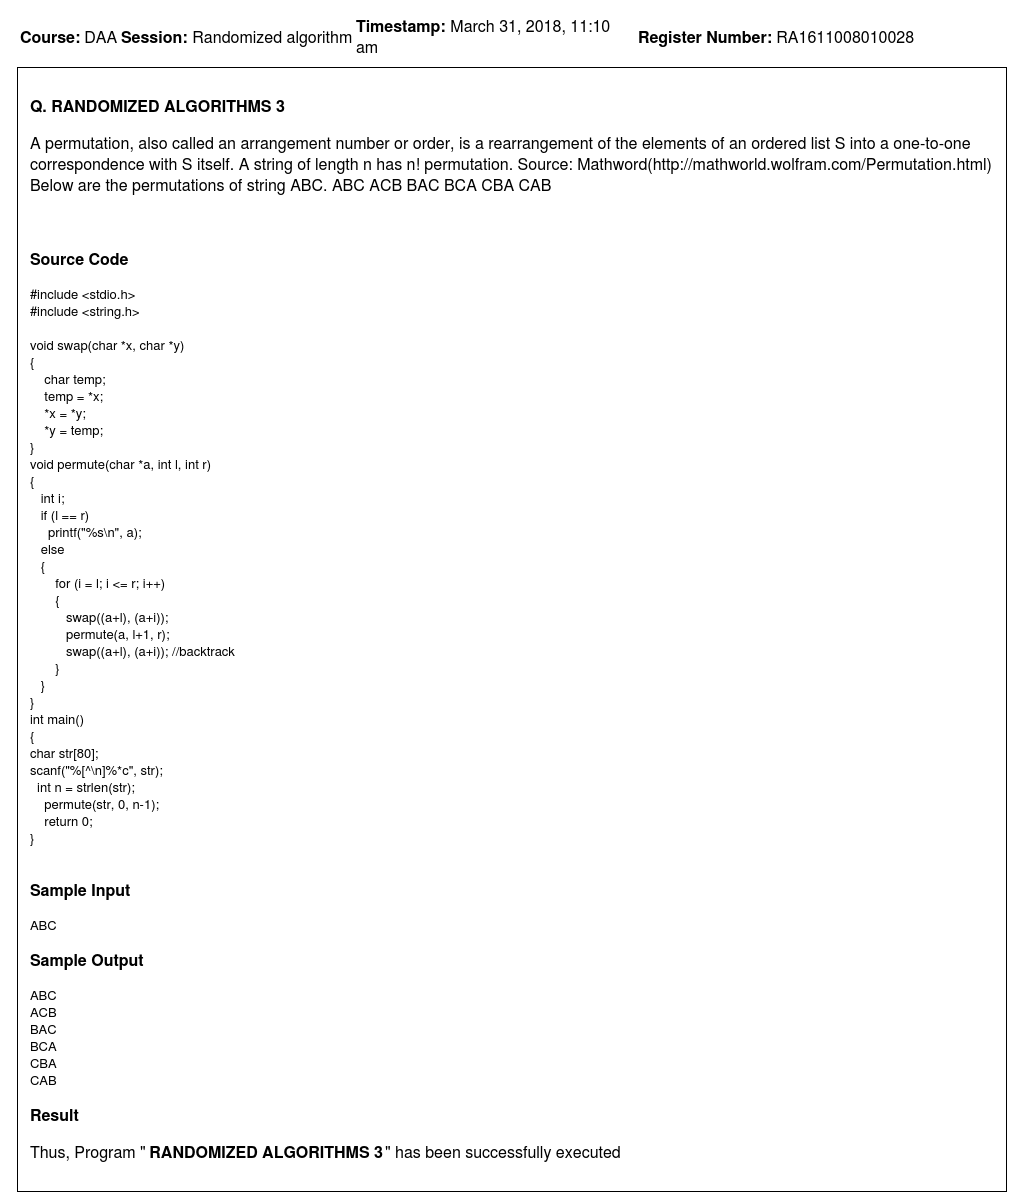 Course: DAA Session: Randomized algorithm Timestamp: March 31, 2018, 11:10 am Register Number: RA1611008010028
Q. RANDOMIZED ALGORITHMS 3
A permutation, also called an arrangement number or order, is a rearrangement of the elements of an ordered list S into a one-to-one
correspondence with S itself. A string of length n has n! permutation. Source: Mathword(http://mathworld.wolfram.com/Permutation.html)
Below are the permutations of string ABC. ABC ACB BAC BCA CBA CAB
Source Code
#include <stdio.h>
#include <string.h>
void swap(char *x, char *y)
{
    char temp;
    temp = *x;
    *x = *y;
    *y = temp;
}
void permute(char *a, int l, int r)
{
   int i;
   if (l == r)
     printf("%s\n", a);
   else
   {
       for (i = l; i <= r; i++)
       {
          swap((a+l), (a+i));
          permute(a, l+1, r);
          swap((a+l), (a+i)); //backtrack
       }
   }
}
int main()
{
char str[80];
scanf("%[^\n]%*c", str);
  int n = strlen(str);
    permute(str, 0, n-1);
    return 0;
}
Sample Input
ABC
Sample Output
ABC
ACB
BAC
BCA
CBA
CAB
Result
Thus, Program " RANDOMIZED ALGORITHMS 3" has been successfully executed